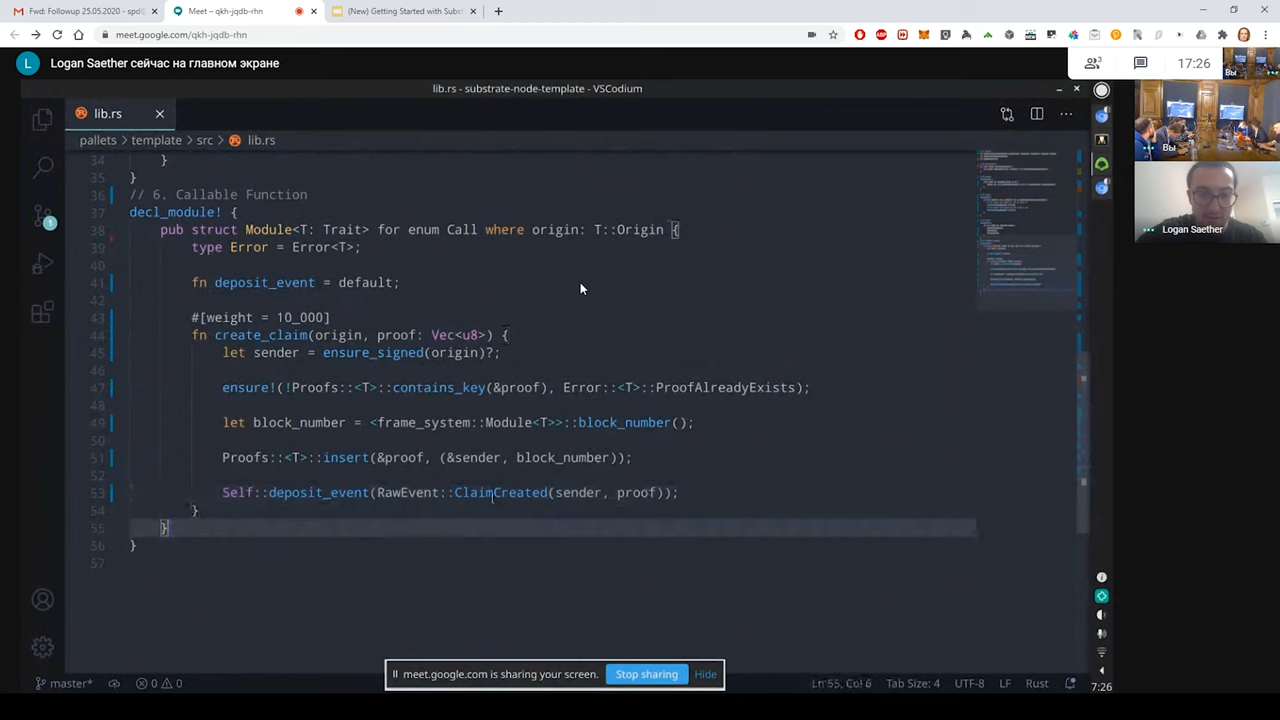 Fwd: Followup 25.05.2020 - spd@
Meet – qkh-jqdb-rhn
(New) Getting Started with Subst
meet.google.com/qkh-jqdb-rhn
Logan Saether сейчас на главном экране
3
17:26
Вы
lib.rs - substrate-node-template - VSCodium
lib.rs
pallets > template > src > lib.rs
34 }
35 }
36 // 6. Callable Function
37 decl_module! {
38 pub struct Module<T: Trait> for enum Call where origin: T::Origin {
39 type Error = Error<T>;
40
41 fn deposit_event = default;
42
43 #[weight = 10_000]
44 fn create_claim(origin, proof: Vec<u8>) {
45 let sender = ensure_signed(origin)?;
46
47 ensure!(!Proofs::<T>::contains_key(&proof), Error::<T>::ProofAlreadyExists);
48
49 let block_number = <frame_system::Module<T>>::block_number();
50
51 Proofs::<T>::insert(&proof, (&sender, block_number));
52
53 Self::deposit_event(RawEvent::ClaimCreated(sender, proof));
54 }
55 }
56 }
57
1
Вы
Logan Saether
meet.google.com is sharing your screen.
Stop sharing
Hide
master*
0
0
Ln 55, Col 6
Tab Size: 4
UTF-8
LF
Rust
7:26